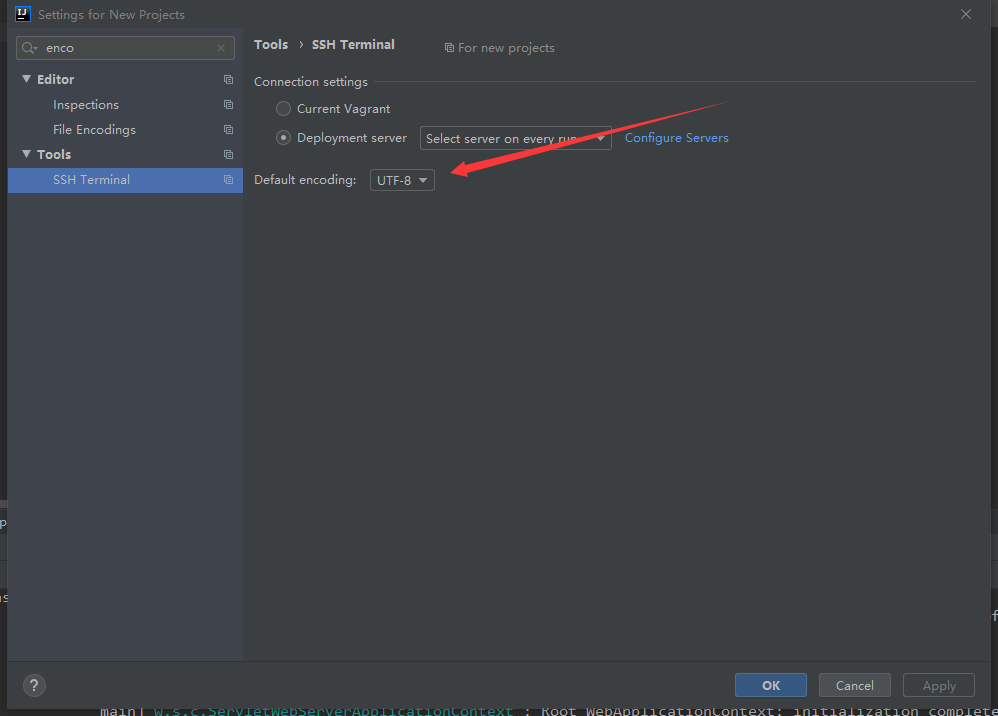 Settings for New Projects
enco
Editor
Inspections
File Encodings
Tools
SSH Terminal
Tools › SSH Terminal
For new projects
Connection settings
Current Vagrant
Deployment server
Select server on every run
Configure Servers
Default encoding:
UTF-8
?
OK
Cancel
Apply
main] w.s.c.ServletWebServerApplicationContext : Root WebApplicationContext: initialization complete